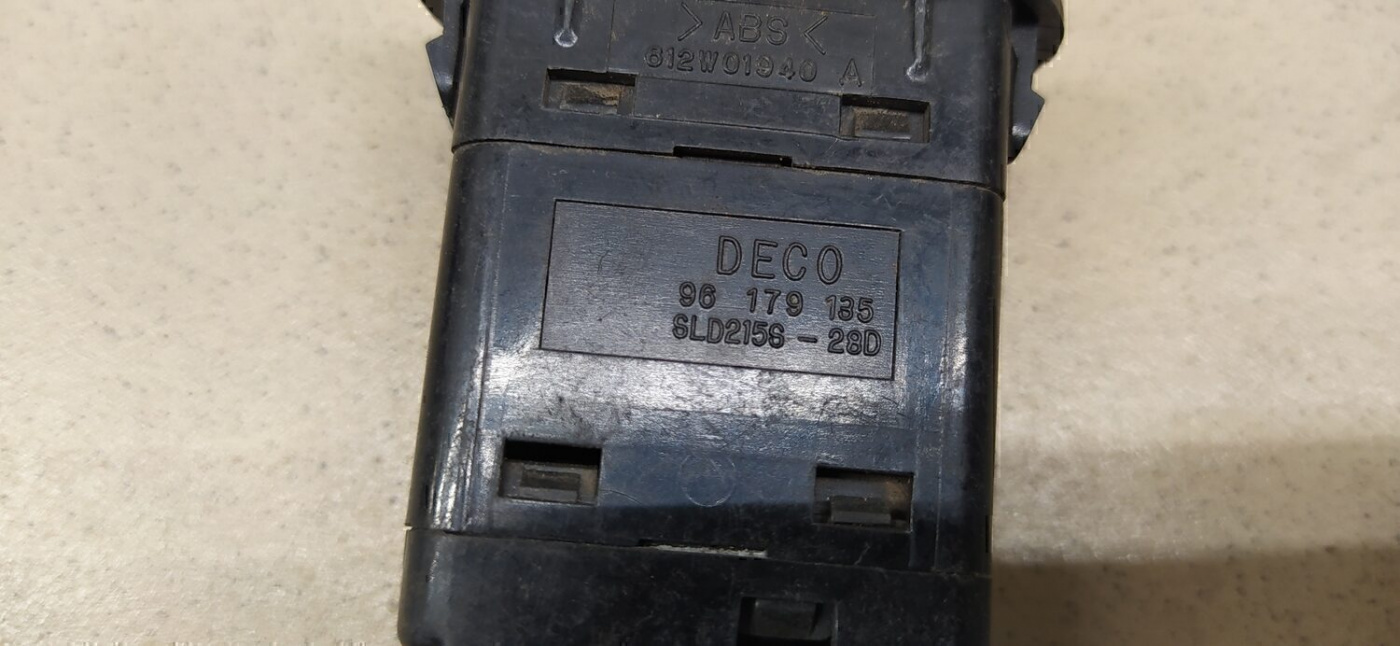 >ABS<
612W01940 A
DECO
96 179 135
SLD215S-28D